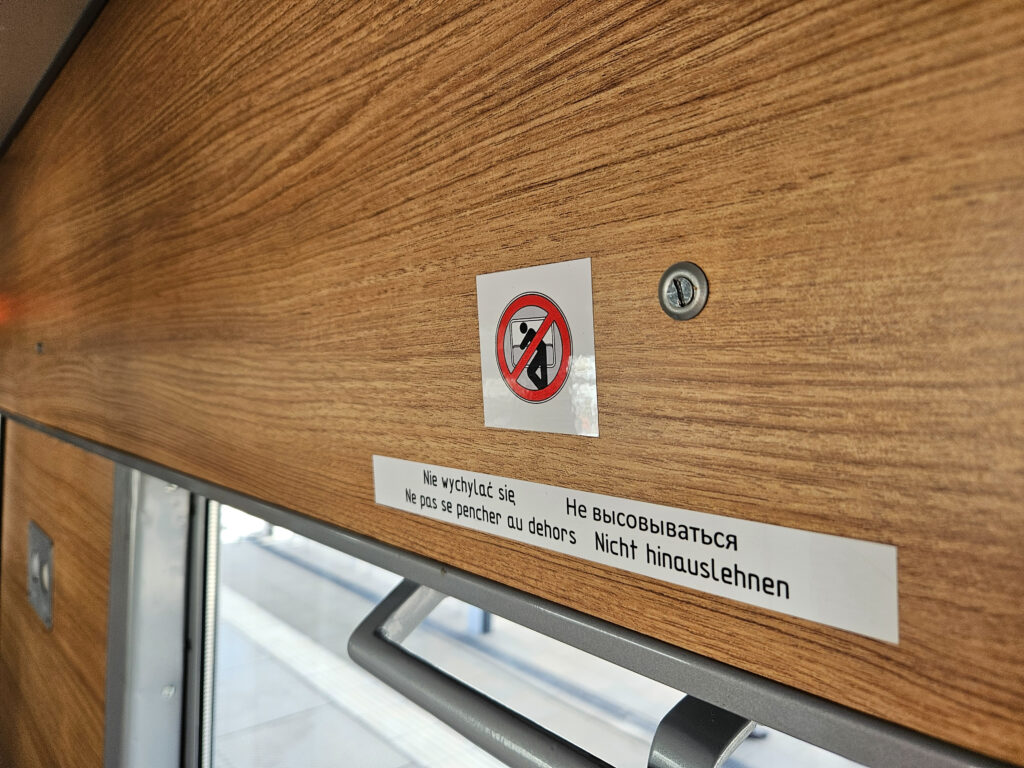 Nie wychylać się Не высовываться
Ne pas se pencher au dehors Nicht hinauslehnen